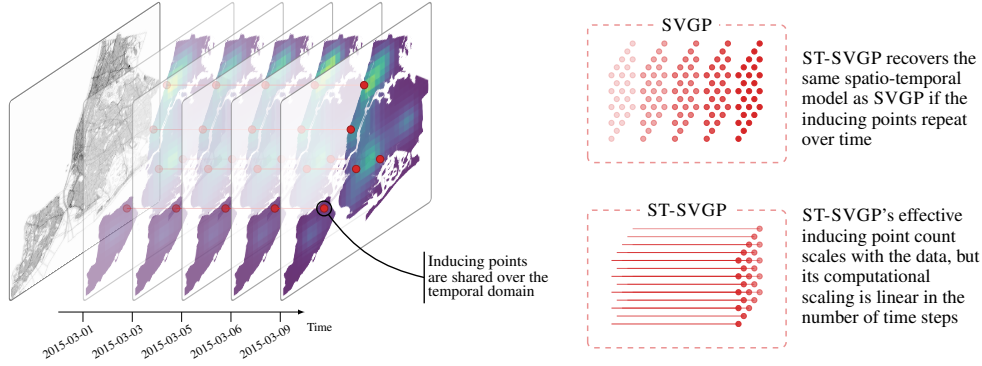 Inducing points
are shared over the
temporal domain
Time
2015-03-01
2015-03-03
2015-03-05
2015-03-06
2015-03-09
SVGP
ST-SVGP recovers the
same spatio-temporal
model as SVGP if the
inducing points repeat
over time
ST-SVGP
ST-SVGP's effective
inducing point count
scales with the data, but
its computational
scaling is linear in the
number of time steps